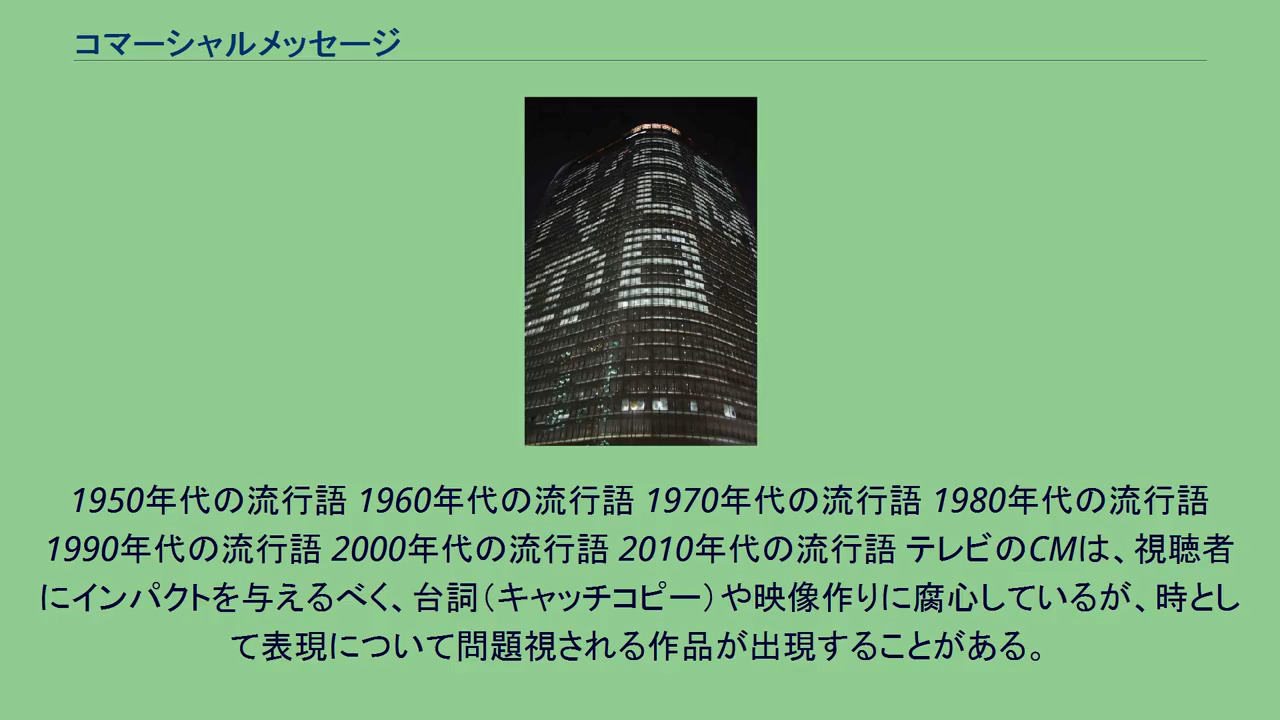 コマーシャルメッセージ
1950年代の流行語 1960年代の流行語 1970年代の流行語 1980年代の流行語
1990年代の流行語 2000年代の流行語 2010年代の流行語 テレビのCMは、視聴者
にインパクトを与えるべく、台詞（キャッチコピー）や映像作りに腐心しているが、時とし
て表現について問題視される作品が出現することがある。